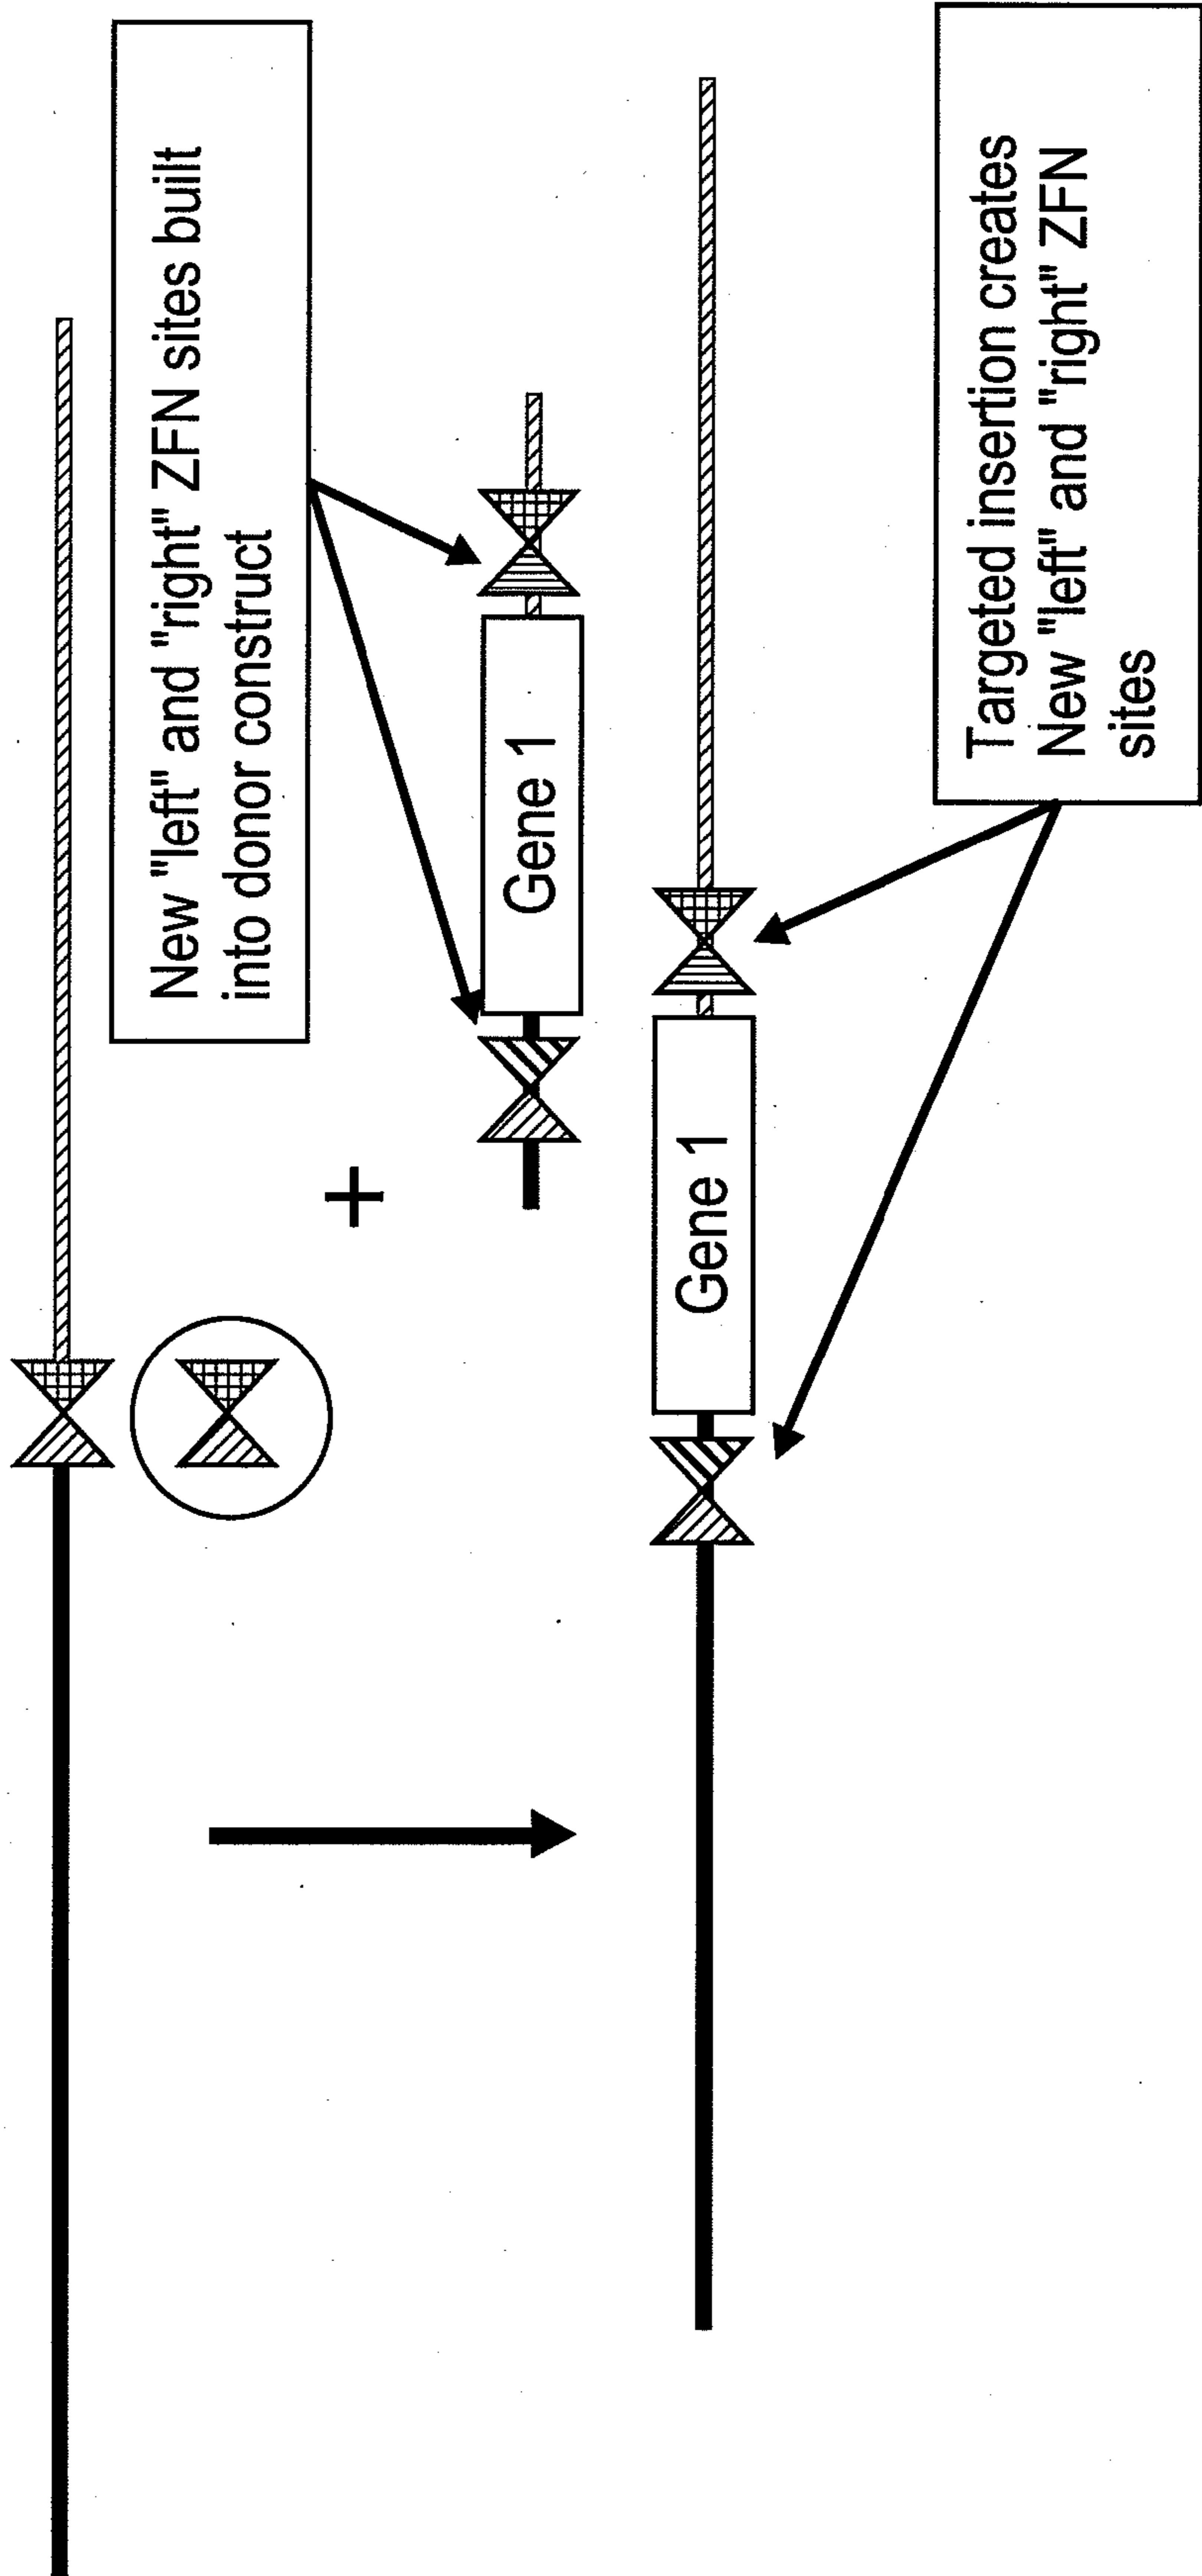 New "left" and "right" ZFN sites built
into donor construct
+
Gene 1
Gene 1
Targeted insertion creates
New "left" and "right" ZFN
sites